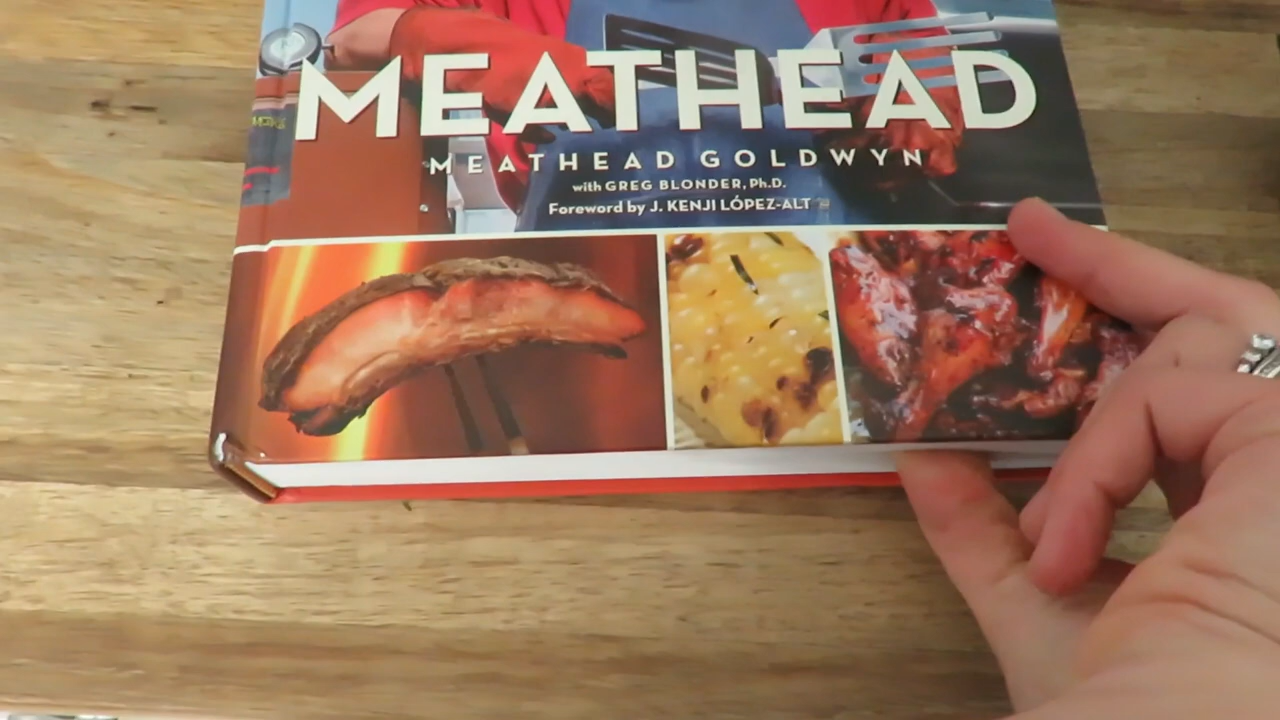 MEATHEAD
MEATHEAD GOLDWYN
with GREG BLONDER, Ph.D.
Foreword by J. KENJI LÓPEZ-ALT